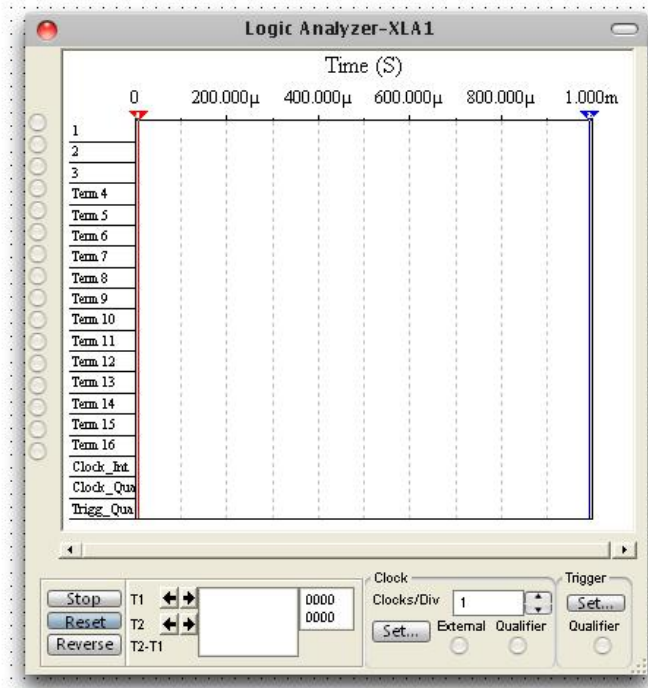 Logic Analyzer-XLA1
Time (S)
0 200.000µ 400.000µ 600.000µ 800.000µ 1.000m
1
2
3
Term 4
Term 5
Term 6
Term 7
Term 8
Term 9
Term 10
Term 11
Term 12
Term 13
Term 14
Term 15
Term 16
Clock_Int
Clock_Qua
Trigg_Qua
Stop
Reset
Reverse
T1
T2
T2-T1
0000
0000
Clock
Clocks/Div 1
Set... External Qualifier
Trigger
Set...
Qualifier